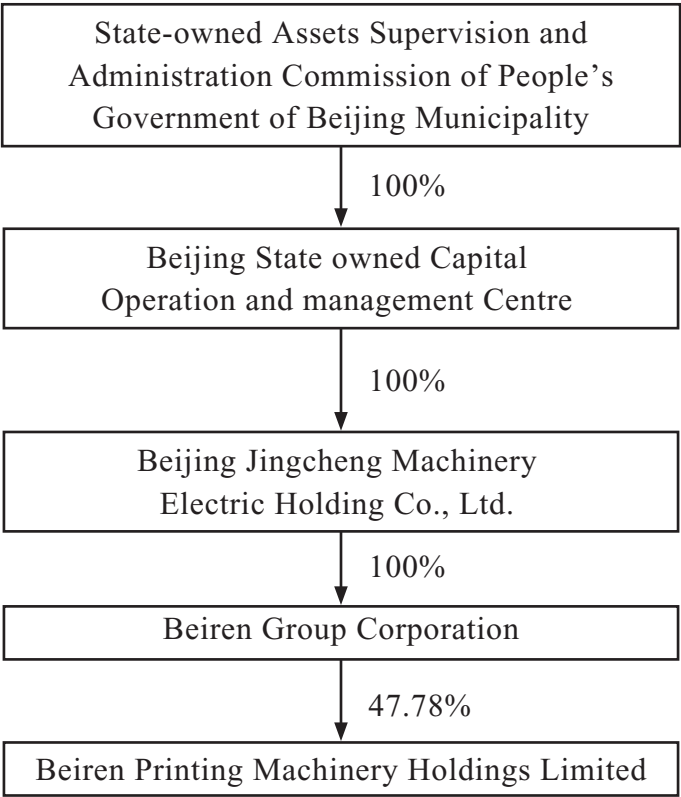 State-owned Assets Supervision and
Administration Commission of People’s
Government of Beijing Municipality
100%
Beijing State owned Capital
Operation and management Centre
100%
Beijing Jingcheng Machinery
Electric Holding Co., Ltd.
100%
Beiren Group Corporation
47.78%
Beiren Printing Machinery Holdings Limited